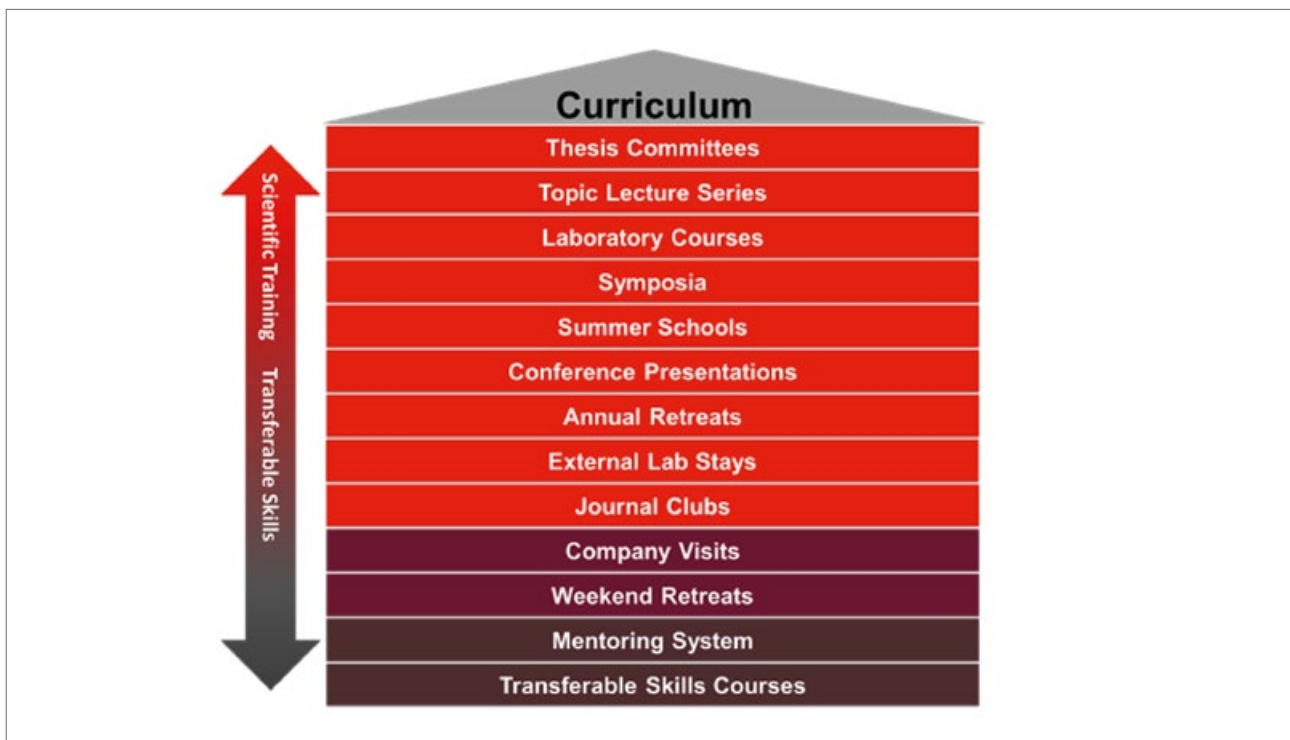 Curriculum
Scientific Training
Transferable Skills
Thesis Committees
Topic Lecture Series
Laboratory Courses
Symposia
Summer Schools
Conference Presentations
Annual Retreats
External Lab Stays
Journal Clubs
Company Visits
Weekend Retreats
Mentoring System
Transferable Skills Courses